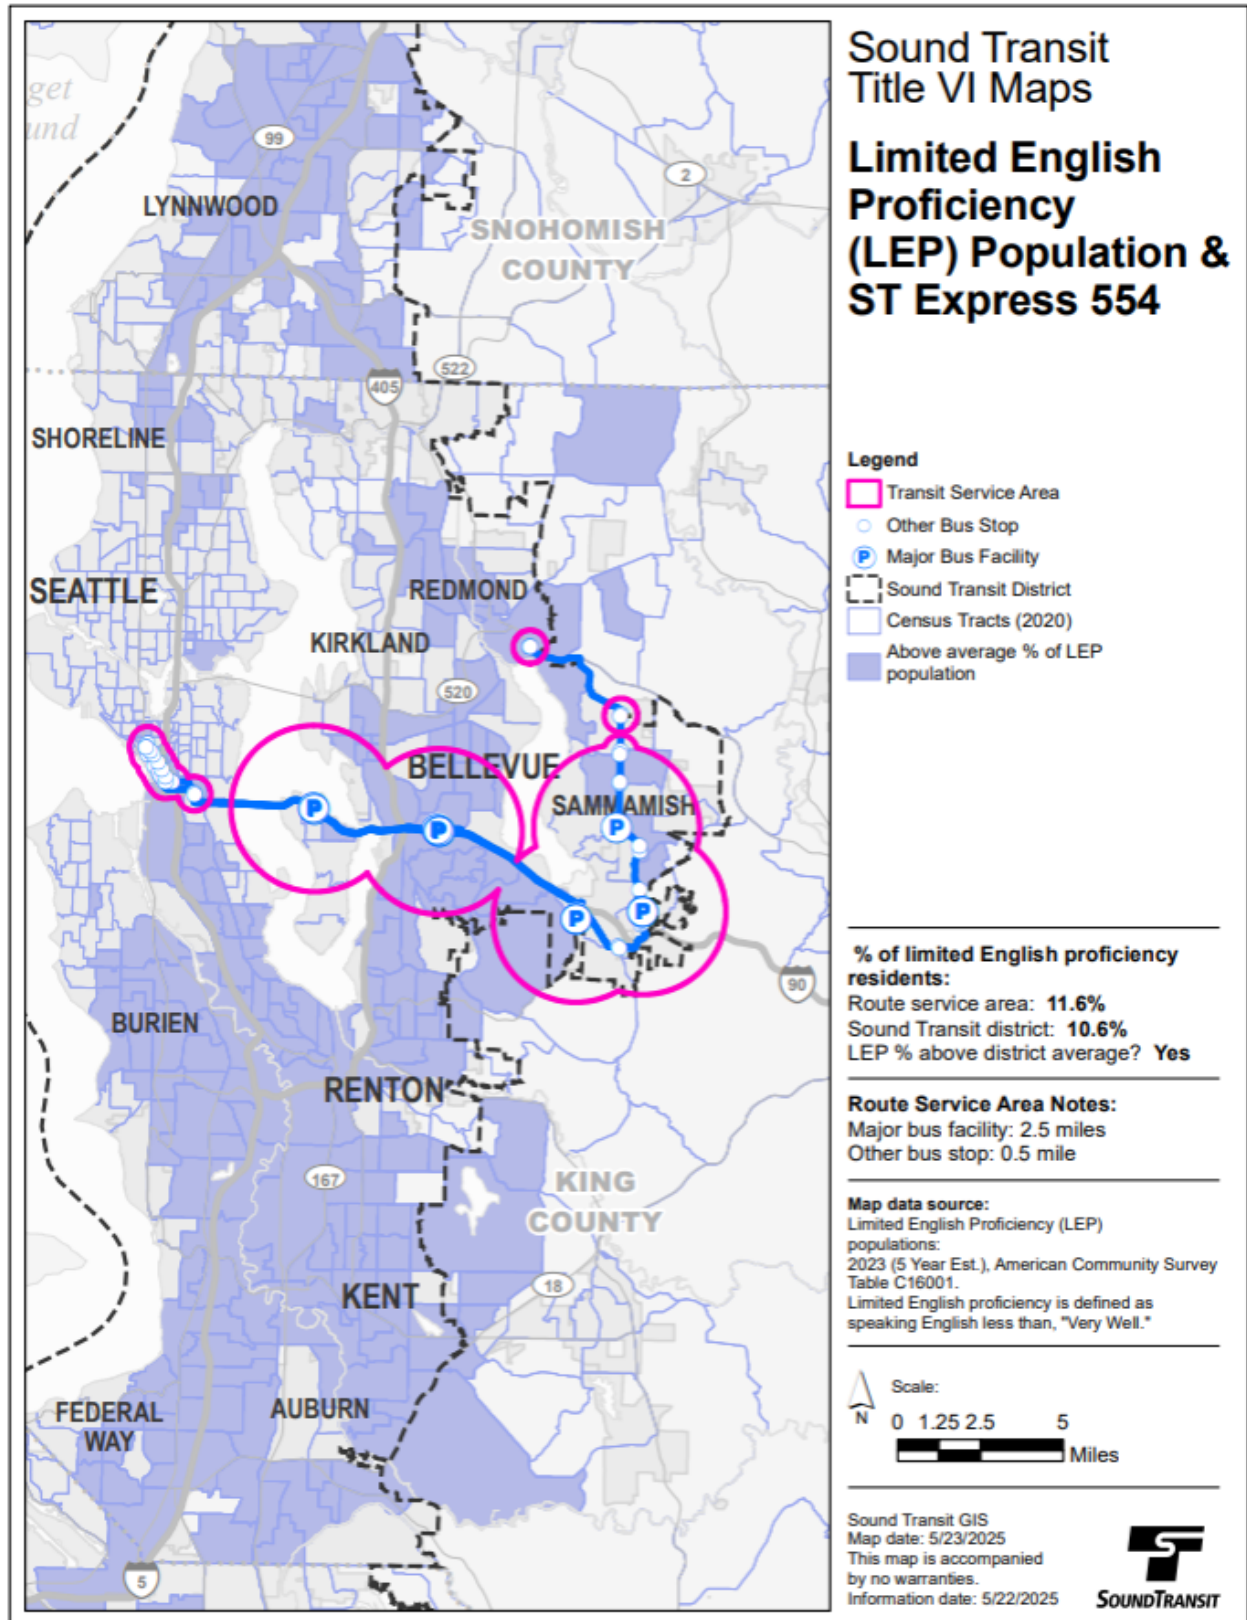 Sound Transit
Title VI Maps
Limited English
Proficiency
(LEP) Population &
ST Express 554
Legend
Transit Service Area
Other Bus Stop
P Major Bus Facility
Sound Transit District
Census Tracts (2020)
Above average % of LEP
population
% of limited English proficiency
residents:
Route service area: 11.6%
Sound Transit district: 10.6%
LEP % above district average? Yes
Route Service Area Notes:
Major bus facility: 2.5 miles
Other bus stop: 0.5 mile
Map data source:
Limited English Proficiency (LEP)
populations:
2023 (5 Year Est.), American Community Survey
Table C16001.
Limited English proficiency is defined as
speaking English less than, "Very Well."
N
Scale:
0 1.25 2.5 5
Miles
Sound Transit GIS
Map date: 5/23/2025
This map is accompanied
by no warranties.
Information date: 5/22/2025
SOUNDTRANSIT
get
und
99
2
LYNNWOOD
SNOHOMISH
COUNTY
522
405
SHORELINE
SEATTLE
REDMOND
KIRKLAND
520
BELLEVUE
SAMMAMISH
P
P
P
P
P
90
BURIEN
RENTON
167
KING
COUNTY
18
KENT
FEDERAL
WAY
AUBURN
5